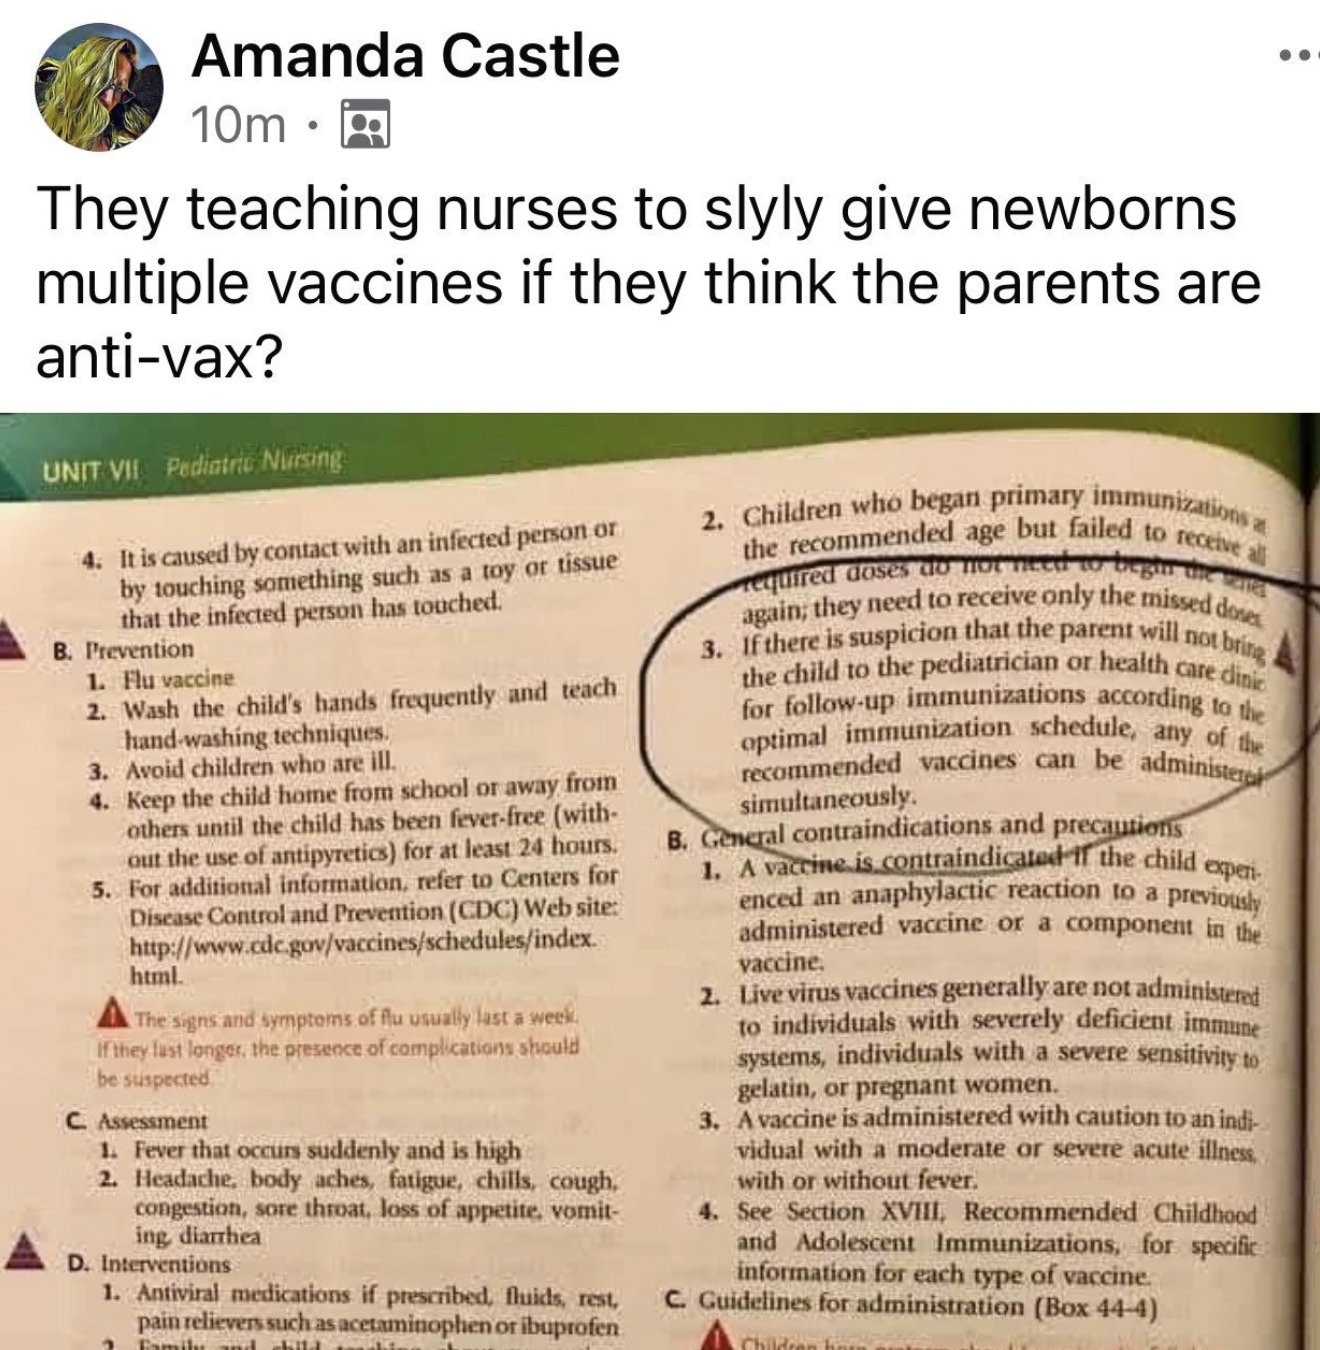 Amanda Castle
10m ·
They teaching nurses to slyly give newborns
multiple vaccines if they think the parents are
anti-vax?
UNIT VII Pediatric Nursing
4. It is caused by contact with an infected person or
by touching something such as a toy or tissue
that the infected person has touched.
B. Prevention
1. Flu vaccine
2. Wash the child's hands frequently and teach
hand-washing techniques.
3. Avoid children who are ill.
4. Keep the child home from school or away from
others until the child has been fever-free (with-
out the use of antipyretics) for at least 24 hours.
5. For additional information, refer to Centers for
Disease Control and Prevention (CDC) Web site:
http://www.cdc.gov/vaccines/schedules/index.
html.
The signs and symptoms of flu usually last a week.
If they last longer, the presence of complications should
be suspected.
C. Assessment
1. Fever that occurs suddenly and is high
2. Headache, body aches, fatigue, chills, cough,
congestion, sore throat, loss of appetite, vomit-
ing, diarrhea
D. Interventions
1. Antiviral medications if prescribed, fluids, rest,
pain relievers such as acetaminophen or ibuprofen
2. Family and child teaching
2. Children who began primary immunizations at
the recommended age but failed to receive all
required doses do not need to begin the series
again; they need to receive only the missed doses.
3. If there is suspicion that the parent will not bring
the child to the pediatrician or health care clinic
for follow-up immunizations according to the
optimal immunization schedule, any of the
recommended vaccines can be administered
simultaneously.
B. General contraindications and precautions
1. A vaccine is contraindicated if the child experi-
enced an anaphylactic reaction to a previously
administered vaccine or a component in the
vaccine.
2. Live virus vaccines generally are not administered
to individuals with severely deficient immune
systems, individuals with a severe sensitivity to
gelatin, or pregnant women.
3. A vaccine is administered with caution to an indi-
vidual with a moderate or severe acute illness,
with or without fever.
4. See Section XVIII, Recommended Childhood
and Adolescent Immunizations, for specific
information for each type of vaccine.
C. Guidelines for administration (Box 44-4)
Children